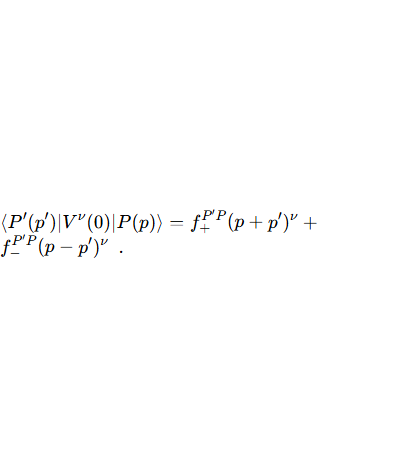 ⟨P′(p′)|V^ν(0)|P(p)⟩ = f_+^{P′P}(p + p′)^ν +
f_−^{P′P}(p − p′)^ν .